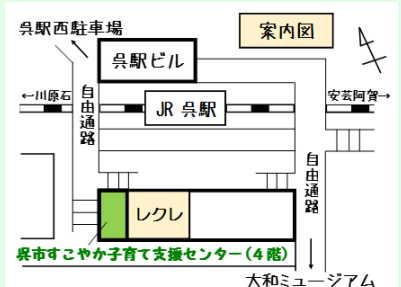 呉駅西駐車場
案内図
呉駅ビル
←川原石
自由通路
JR 呉駅
安芸阿賀→
自由通路
レクレ
呉市すこやか子育て支援センター(4階)
大和ミュージアム